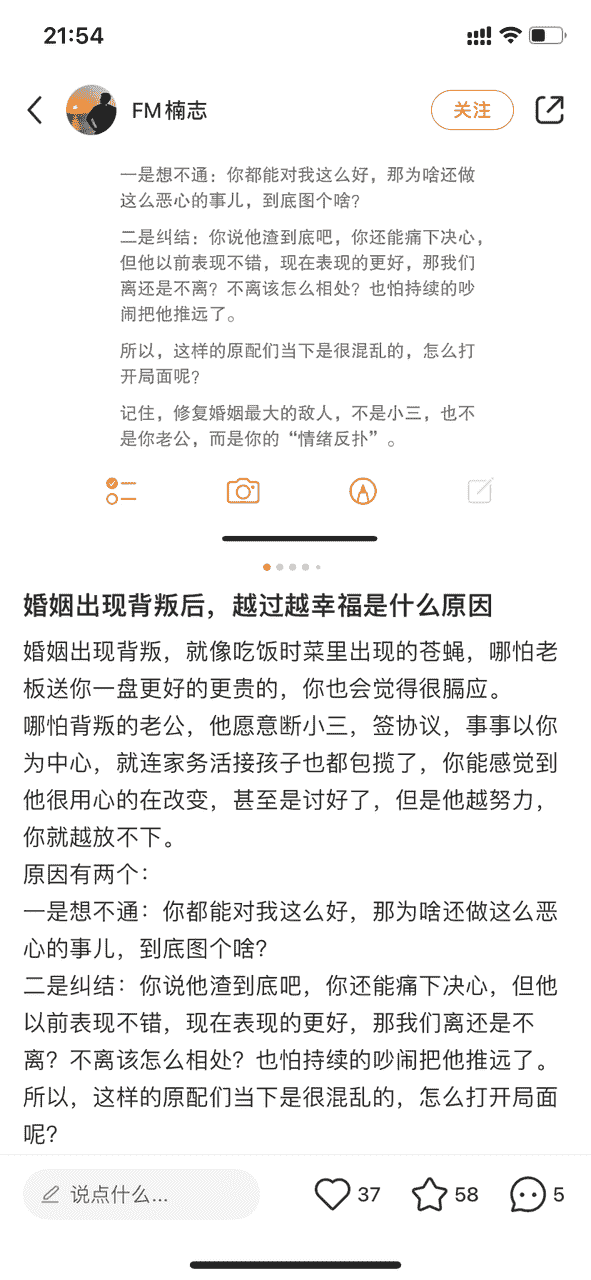 21:54
FM楠志
关注
一是想不通：你都能对我这么好，那为啥还做
这么恶心的事儿，到底图个啥？
二是纠结：你说他渣到底吧，你还能痛下决心，
但他以前表现不错，现在表现的更好，那我们
离还是不离？不离该怎么相处？也怕持续的吵
闹把他推远了。
所以，这样的原配们当下是很混乱的，怎么打
开局面呢？
记住，修复婚姻最大的敌人，不是小三，也不
是你老公，而是你的“情绪反扑”。
婚姻出现背叛后，越过越幸福是什么原因
婚姻出现背叛，就像吃饭时菜里出现的苍蝇，哪怕老
板送你一盘更好的更贵的，你也会觉得很膈应。
哪怕背叛的老公，他愿意断小三，签协议，事事以你
为中心，就连家务活接孩子也都包揽了，你能感觉到
他很用心的在改变，甚至是讨好了，但是他越努力，
你就越放不下。
原因有两个：
一是想不通：你都能对我这么好，那为啥还做这么恶
心的事儿，到底图个啥？
二是纠结：你说他渣到底吧，你还能痛下决心，但他
以前表现不错，现在表现的更好，那我们离还是不
离？不离该怎么相处？也怕持续的吵闹把他推远了。
所以，这样的原配们当下是很混乱的，怎么打开局面
呢？
说点什么...
37
58
5